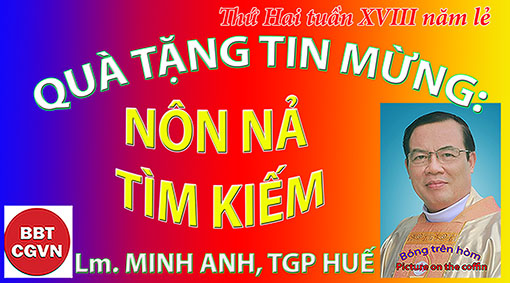 Thứ Hai tuần XVIII năm lẻ
QUÀ TẶNG TIN MỪNG:
NÔN NẢ
TÌM KIẾM
BBT
CGVN
Lm. MINH ANH, TGP HUẾ
Bóng trên hòm
Picture on the coffin